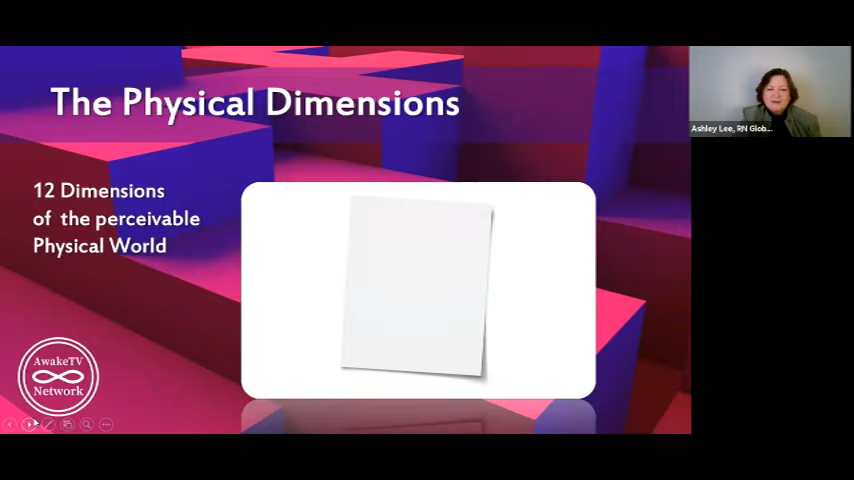 The Physical Dimensions
12 Dimensions
of the perceivable
Physical World
AwakeTV
Network
Ashley Lee, RN Glob...